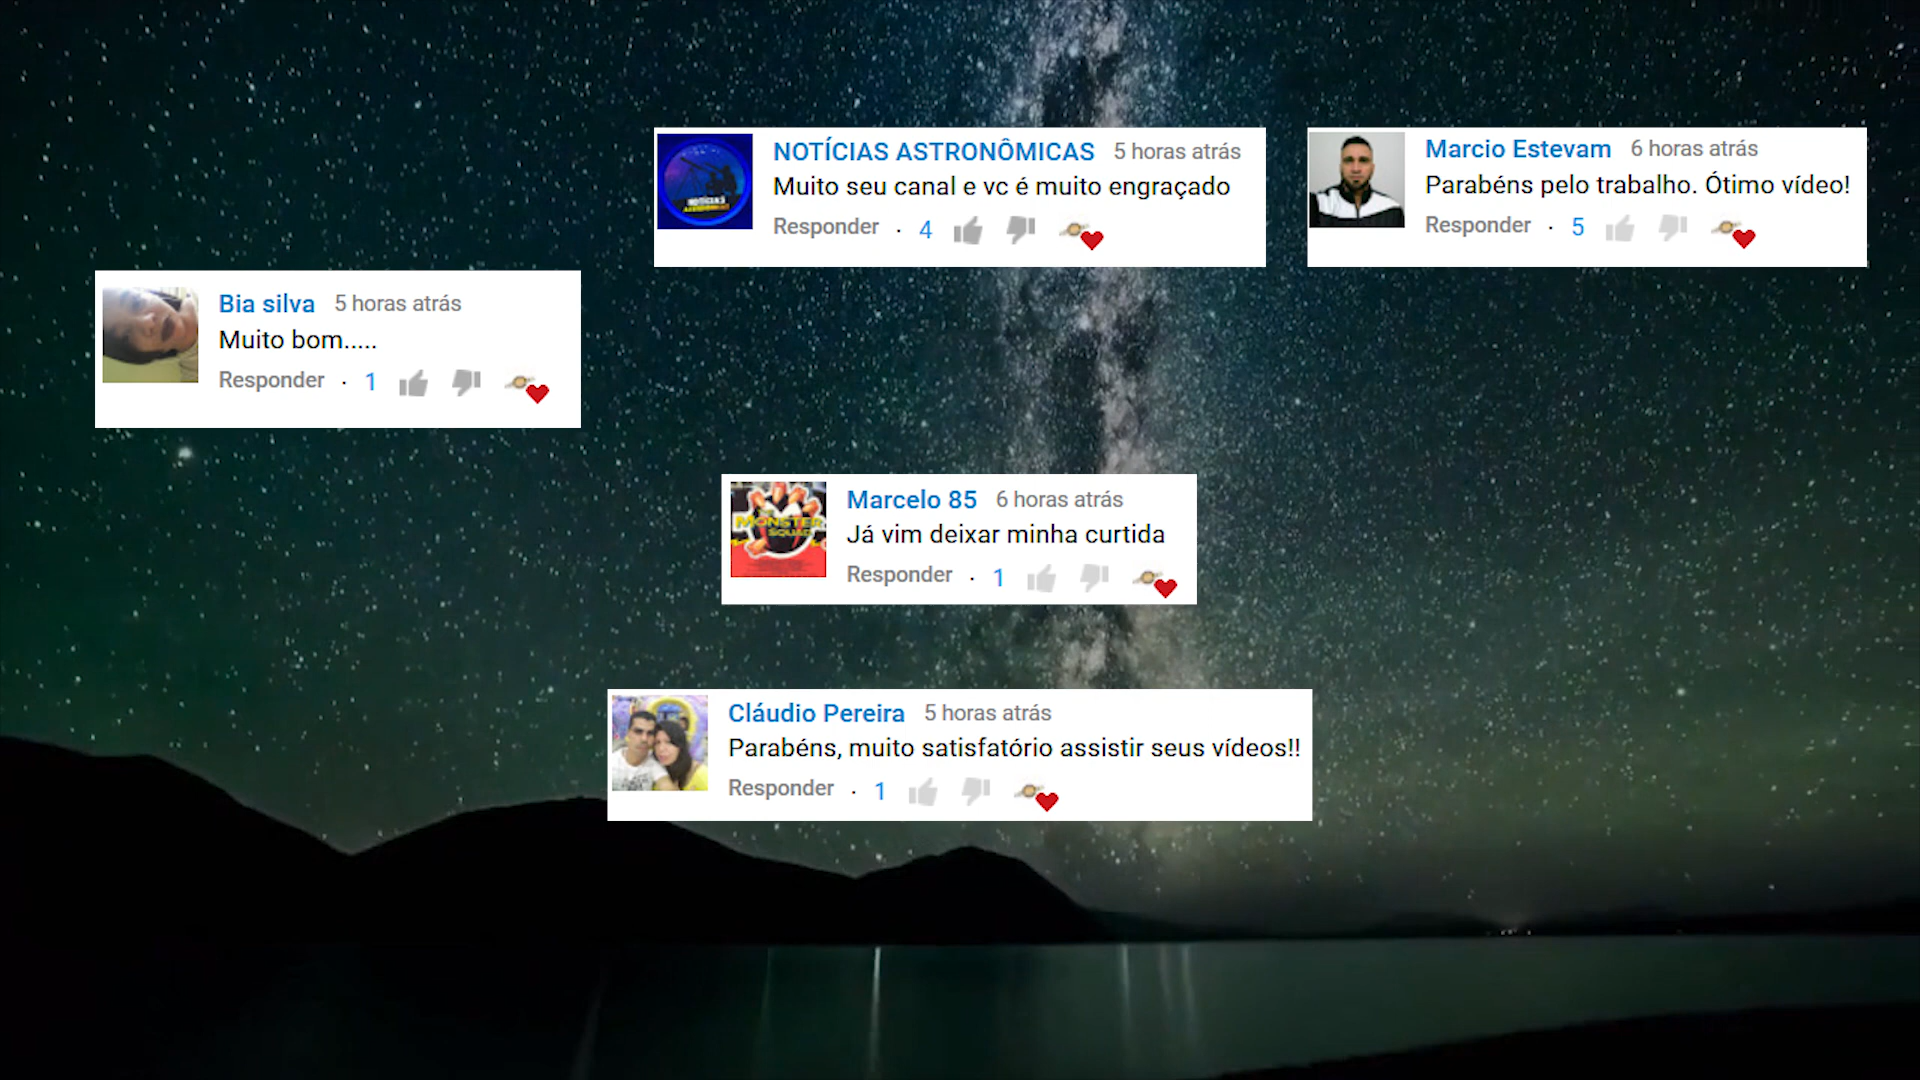 NOTÍCIAS ASTRONÔMICAS 5 horas atrás
Muito seu canal e vc é muito engraçado
Responder · 4
Marcio Estevam 6 horas atrás
Parabéns pelo trabalho. Ótimo vídeo!
Responder · 5
Bia silva 5 horas atrás
Muito bom.....
Responder · 1
MONSTER
SQUAD
Marcelo 85 6 horas atrás
Já vim deixar minha curtida
Responder · 1
Cláudio Pereira 5 horas atrás
Parabéns, muito satisfatório assistir seus vídeos!!
Responder · 1